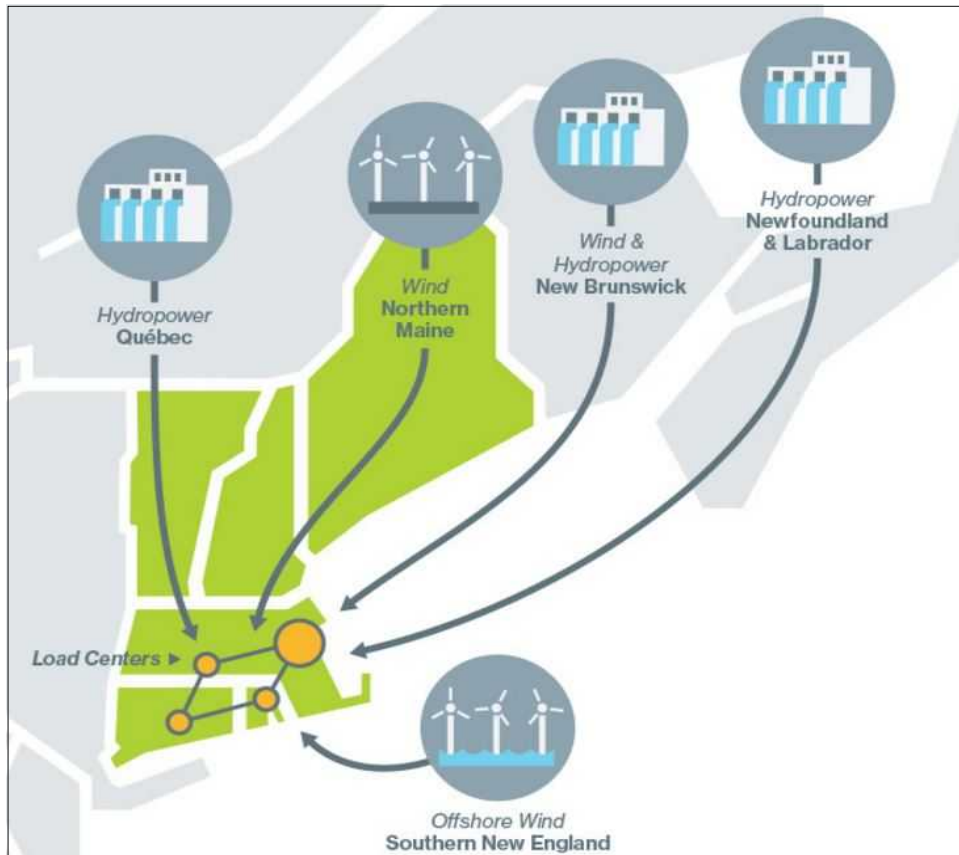 Hydropower
Québec
Wind
Northern
Maine
Wind &
Hydropower
New Brunswick
Hydropower
Newfoundland
& Labrador
Load Centers ►
Offshore Wind
Southern New England